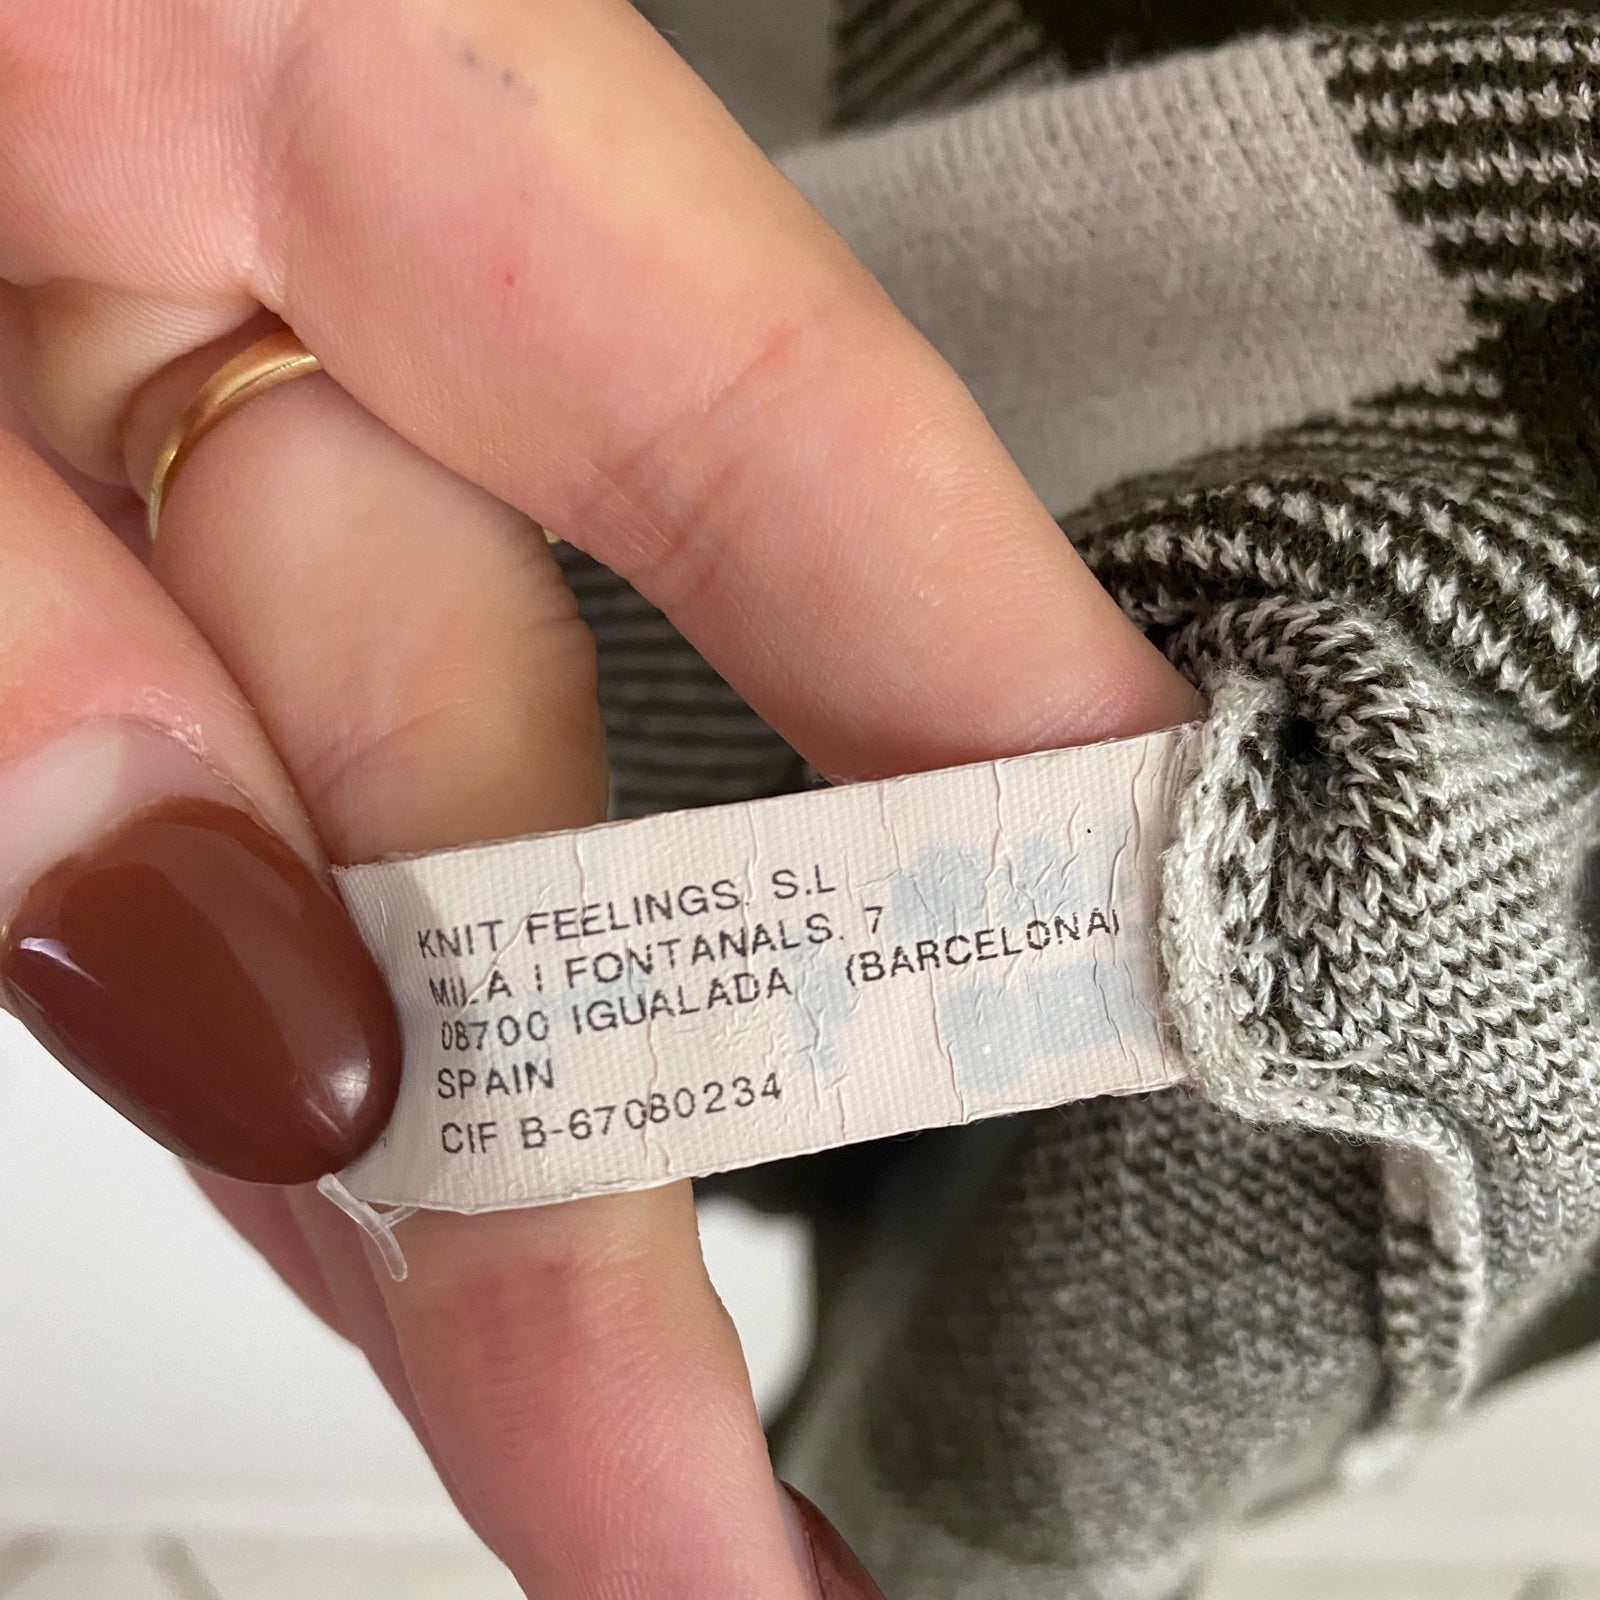 KNIT FEELINGS, S.L
MILA I FONTANALS. 7
08700 IGUALADA (BARCELONA)
SPAIN
CIF B-67080234